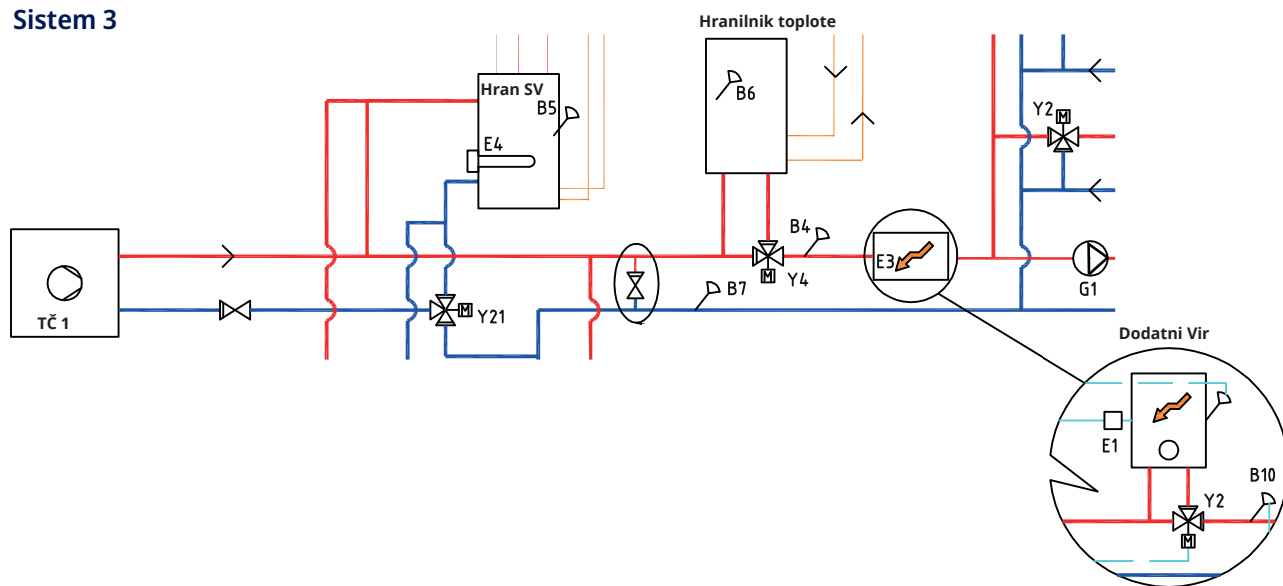 Sistem 3
Hranilnik toplote
Hran SV
B5
B6
E4
Y2
TČ 1
Y21
B7
Y4
B4
E3
G1
Dodatni Vir
E1
B10
Y2
M
M
M
M